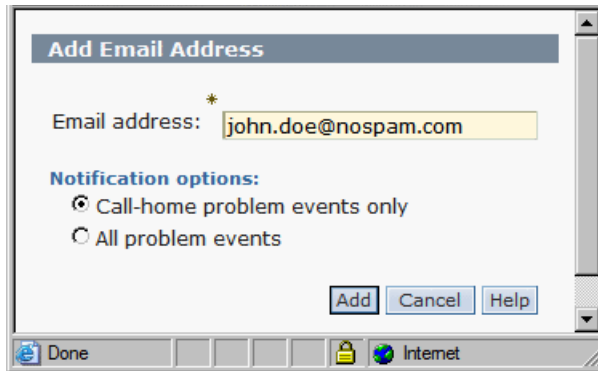 Add Email Address
*
Email address: john.doe@nospam.com
Notification options:
Call-home problem events only
All problem events
Add Cancel Help
Done Internet